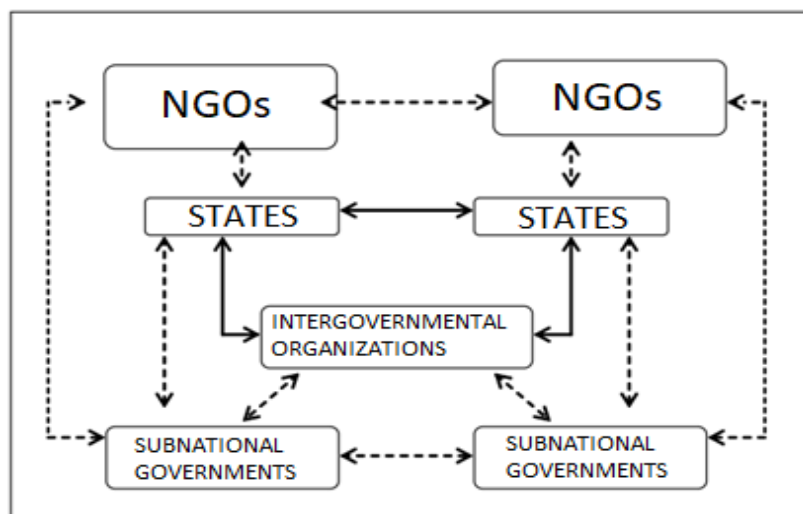 NGOs
NGOs
STATES
STATES
INTERGOVERNMENTAL
ORGANIZATIONS
SUBNATIONAL
GOVERNMENTS
SUBNATIONAL
GOVERNMENTS